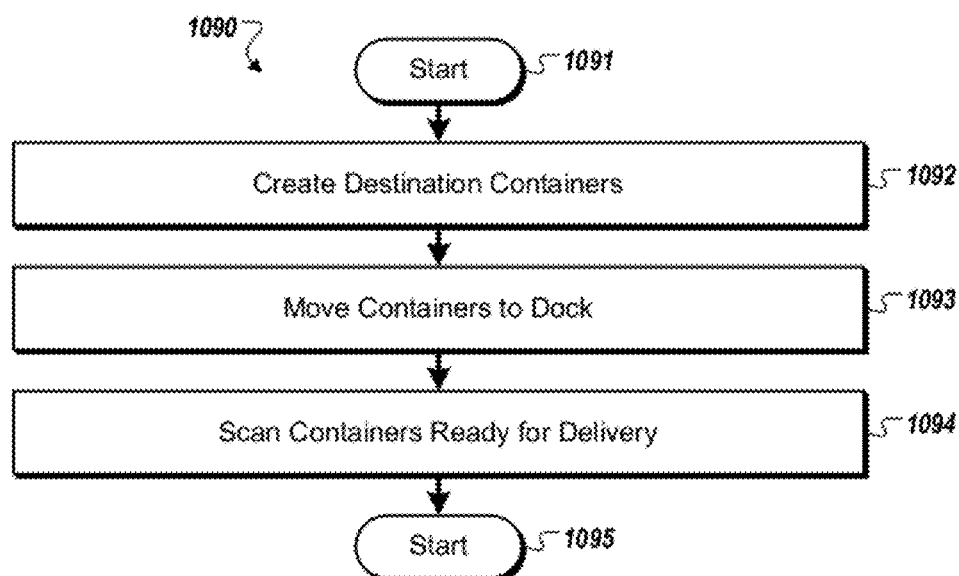 1090
Start
1091
Create Destination Containers
1092
Move Containers to Dock
1093
Scan Containers Ready for Delivery
1094
Start
1095